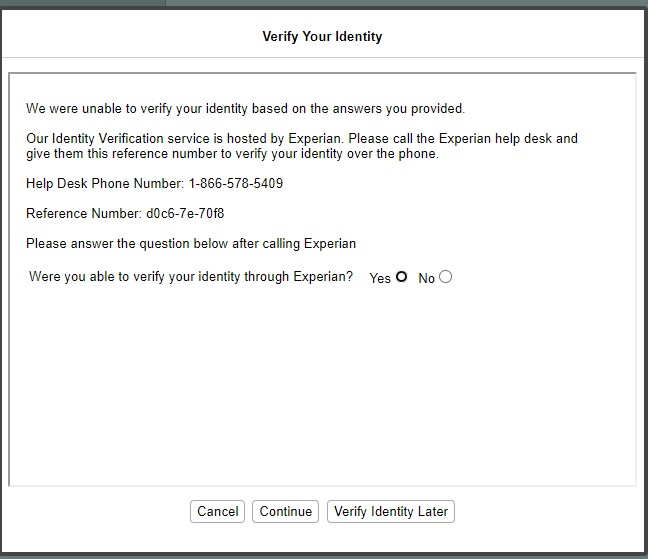 Verify Your Identity
We were unable to verify your identity based on the answers you provided.
Our Identity Verification service is hosted by Experian. Please call the Experian help desk and
give them this reference number to verify your identity over the phone.
Help Desk Phone Number: 1-866-578-5409
Reference Number: d0c6-7e-70f8
Please answer the question below after calling Experian
Were you able to verify your identity through Experian? Yes No
Cancel Continue Verify Identity Later